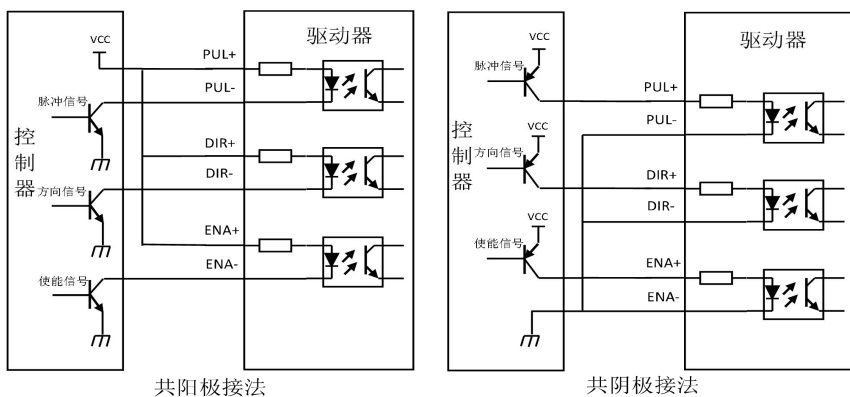 驱动器
VCC
PUL+
脉冲信号
PUL-
控制器
DIR+
方向信号
DIR-
ENA+
使能信号
ENA-
共阳极接法
驱动器
VCC
脉冲信号
PUL+
PUL-
控制器
VCC
方向信号
DIR+
DIR-
VCC
使能信号
ENA+
ENA-
共阴极接法